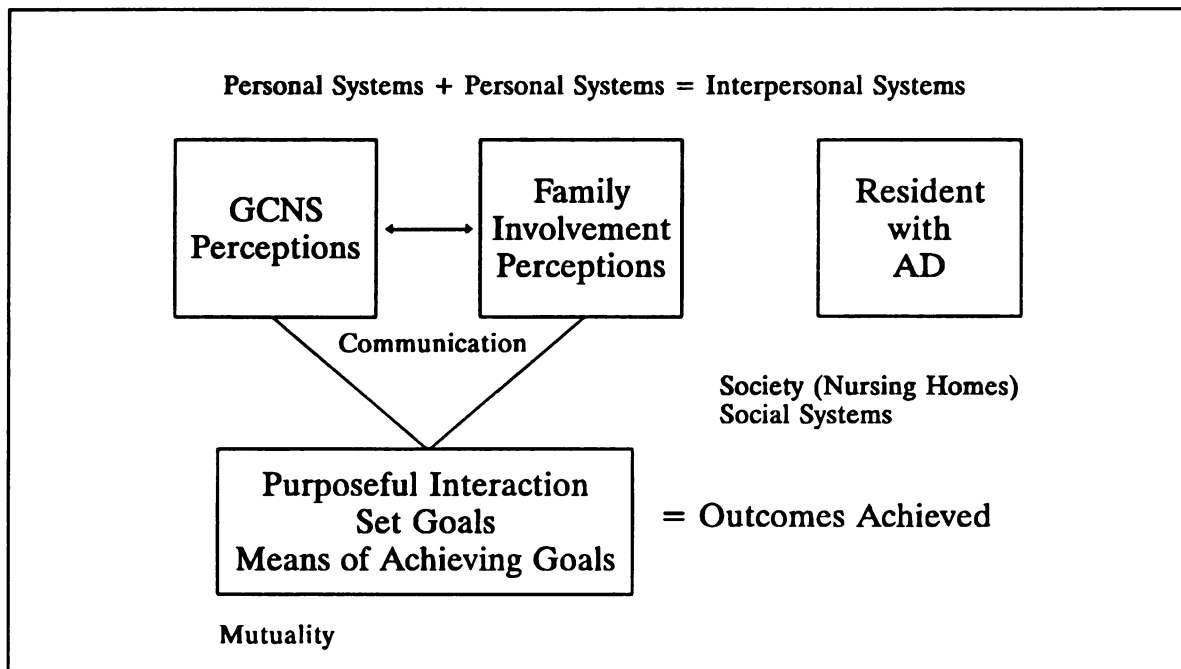 Personal Systems + Personal Systems = Interpersonal Systems
GCNS
Perceptions
Family
Involvement
Perceptions
Resident
with
AD
Communication
Society (Nursing Homes)
Social Systems
Purposeful Interaction
Set Goals
Means of Achieving Goals
= Outcomes Achieved
Mutuality